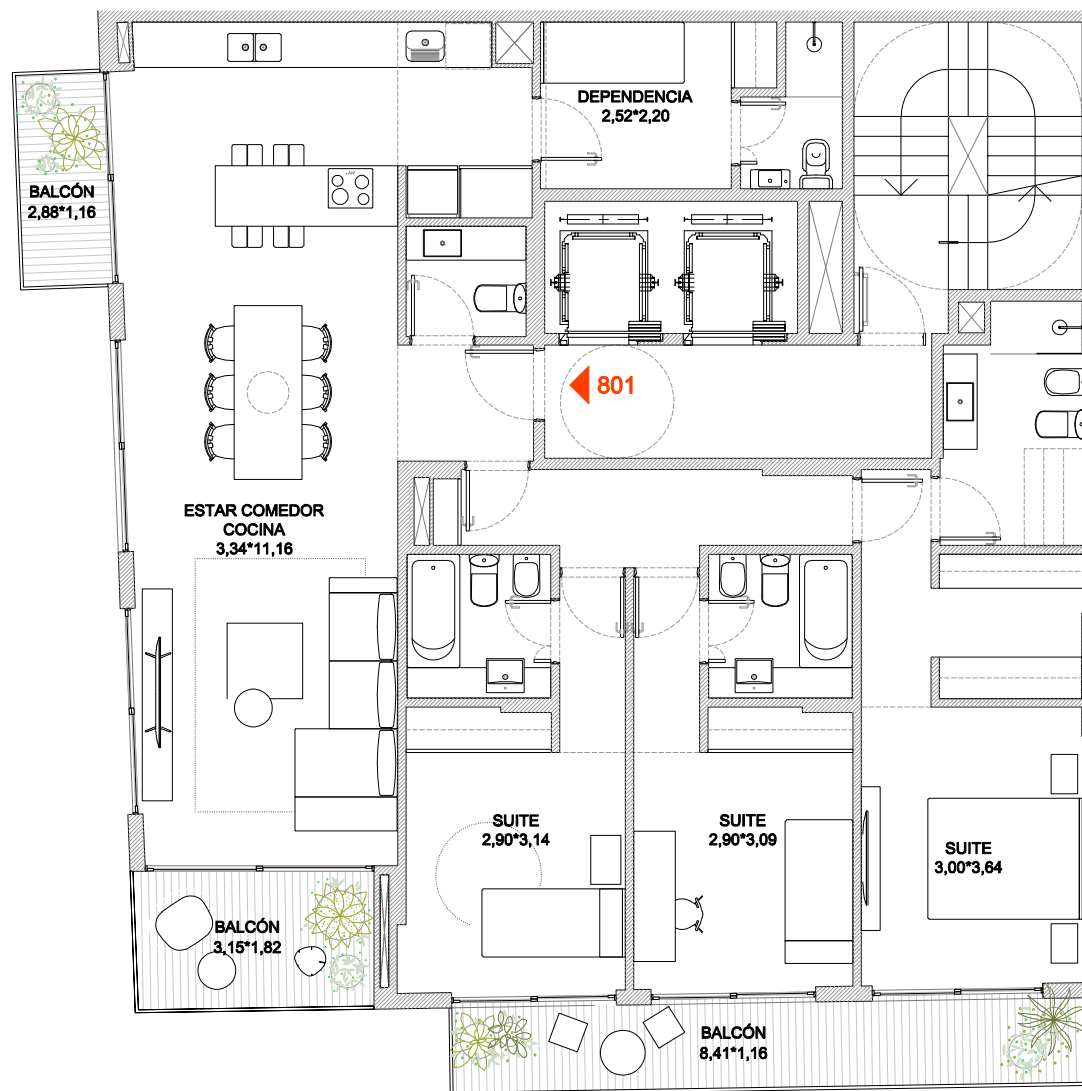 DEPENDENCIA
2,52*2,20
BALCÓN
2,88*1,16
801
ESTAR COMEDOR
COCINA
3,34*11,16
SUITE
2,90*3,14
SUITE
2,90*3,09
SUITE
3,00*3,64
BALCÓN
3,15*1,82
BALCÓN
8,41*1,16